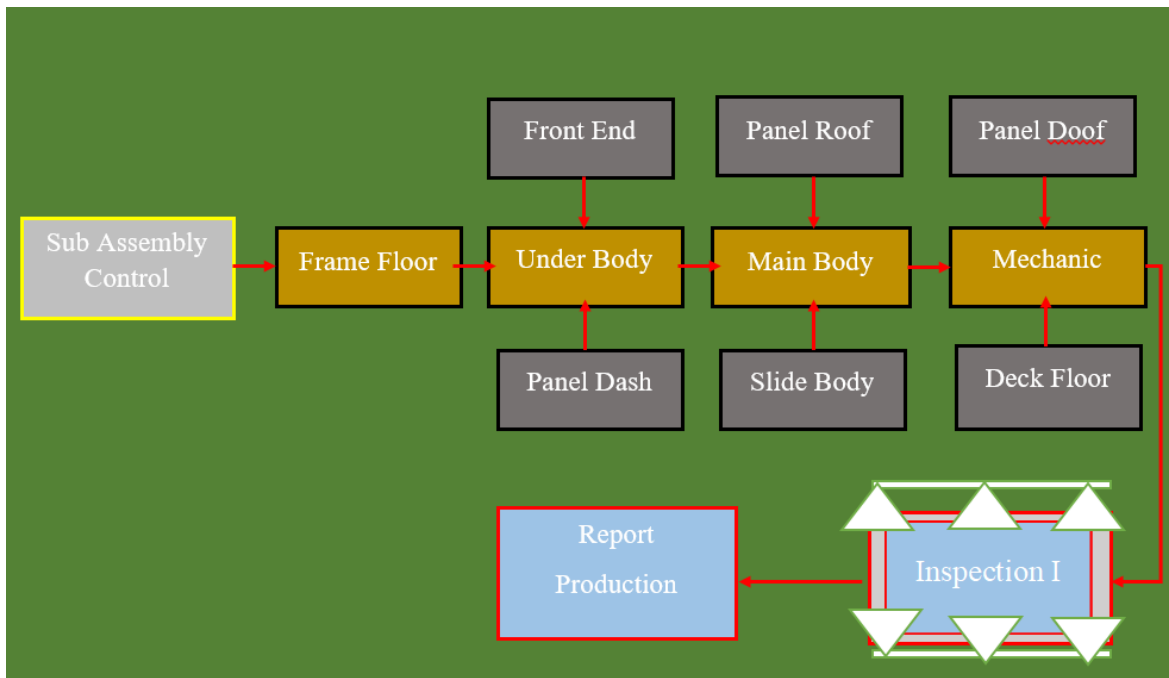 Front End
Panel Roof
Panel Doof
Sub Assembly
Control
Frame Floor
Under Body
Main Body
Mechanic
Panel Dash
Slide Body
Deck Floor
Report
Production
Inspection I